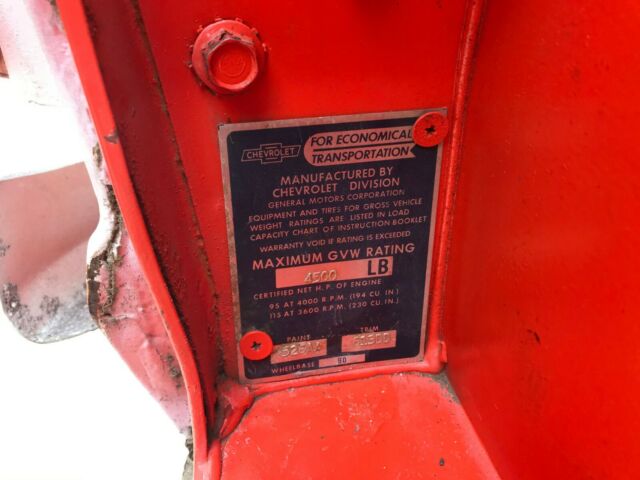 CHEVROLET
FOR ECONOMICAL
TRANSPORTATION
MANUFACTURED BY
CHEVROLET DIVISION
GENERAL MOTORS CORPORATION
EQUIPMENT AND TIRES FOR GROSS VEHICLE
WEIGHT RATINGS ARE LISTED IN LOAD
CAPACITY CHART OF INSTRUCTION BOOKLET
WARRANTY VOID IF RATING IS EXCEEDED
MAXIMUM GVW RATING
4500 LB
CERTIFIED NET H.P. OF ENGINE
95 AT 4000 R.P.M. (194 CU. IN.)
115 AT 3600 R.P.M. (230 CU. IN.)
PAINT TRIM
WHEELBASE 90